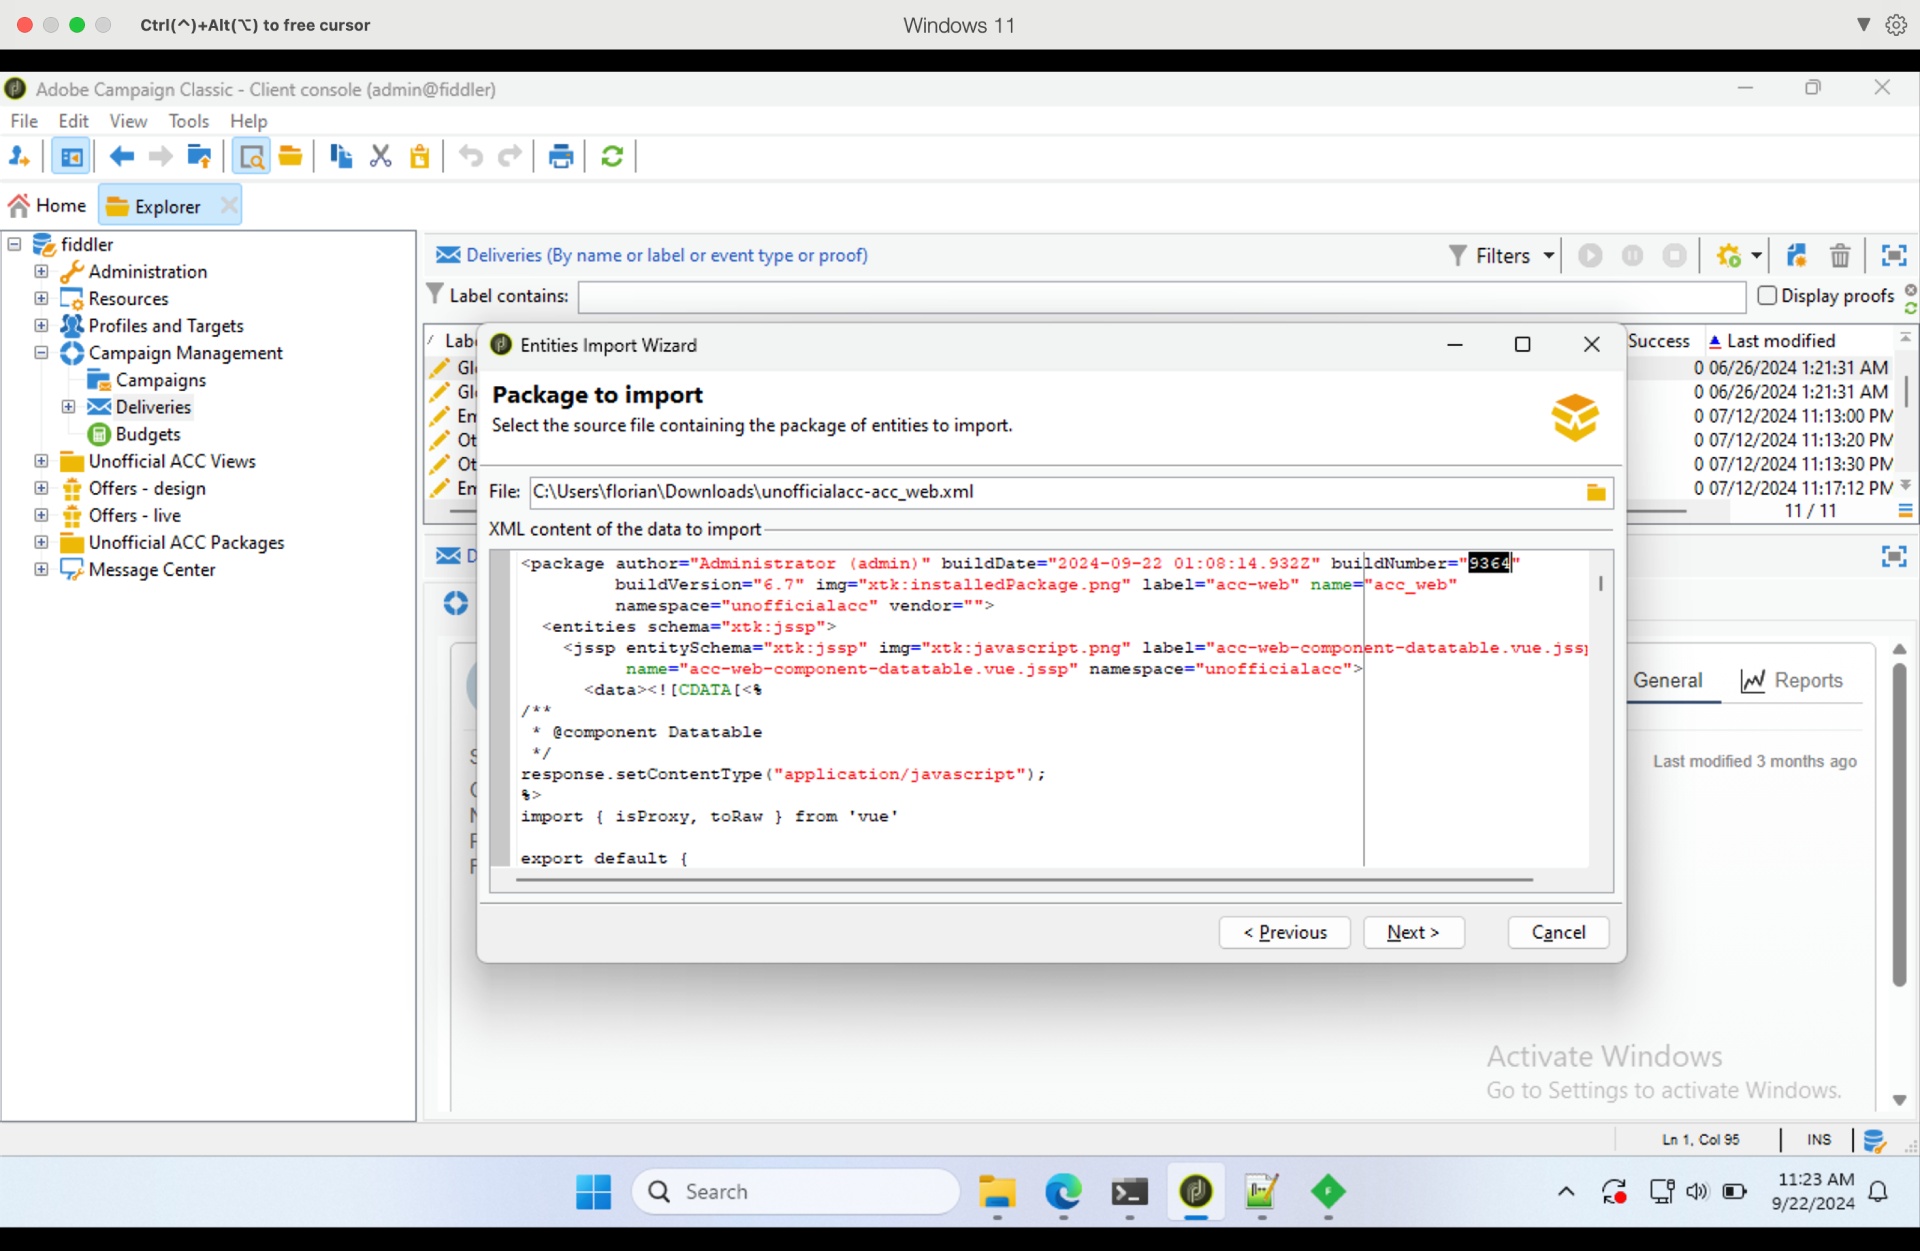 Ctrl(^)+Alt(⌥) to free cursor
Windows 11
Adobe Campaign Classic - Client console (admin@fiddler)
File Edit View Tools Help
Home
Explorer
fiddler
Administration
Resources
Profiles and Targets
Campaign Management
Campaigns
Deliveries
Budgets
Unofficial ACC Views
Offers - design
Offers - live
Unofficial ACC Packages
Message Center
Deliveries (By name or label or event type or proof)
Filters
Label contains:
Display proofs
Success Last modified
0 06/26/2024 1:21:31 AM
0 06/26/2024 1:21:31 AM
0 07/12/2024 11:13:00 PM
0 07/12/2024 11:13:20 PM
0 07/12/2024 11:13:30 PM
0 07/12/2024 11:17:12 PM
11 / 11
General
Reports
Last modified 3 months ago
Entities Import Wizard
Package to import
Select the source file containing the package of entities to import.
File: C:\Users\florian\Downloads\unofficialacc-acc_web.xml
XML content of the data to import
<package author="Administrator (admin)" buildDate="2024-09-22 01:08:14.932Z" buildNumber="9364"
buildVersion="6.7" img="xtk:installedPackage.png" label="acc-web" name="acc_web"
namespace="unofficialacc" vendor="">
<entities schema="xtk:jssp">
<jssp entitySchema="xtk:jssp" img="xtk:javascript.png" label="acc-web-component-datatable.vue.jssp
name="acc-web-component-datatable.vue.jssp" namespace="unofficialacc">
<data><![CDATA[<%
/**
* @component Datatable
*/
response.setContentType("application/javascript");
%>
import { isProxy, toRaw } from 'vue'
export default {
< Previous
Next >
Cancel
Activate Windows
Go to Settings to activate Windows.
Ln 1, Col 95
INS
Search
11:23 AM
9/22/2024